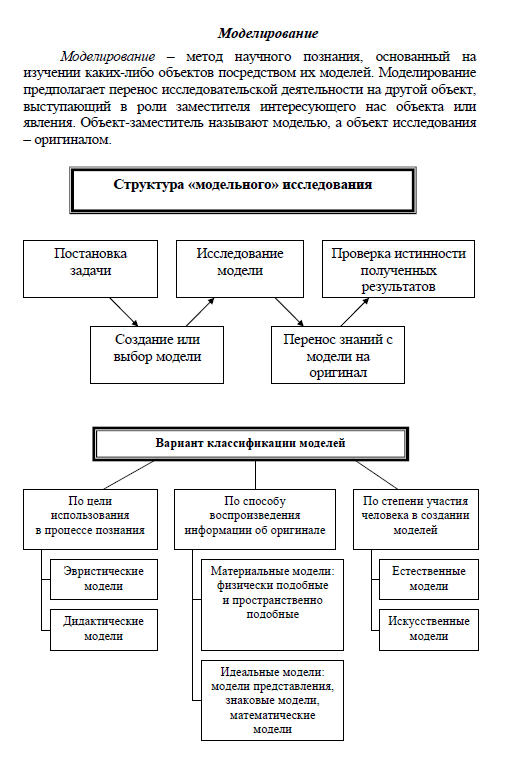 Моделирование
Моделирование – метод научного познания, основанный на
изучении каких-либо объектов посредством их моделей. Моделирование
предполагает перенос исследовательской деятельности на другой объект,
выступающий в роли заместителя интересующего нас объекта или
явления. Объект-заместитель называют моделью, а объект исследования
– оригиналом.
Структура «модельного» исследования
Постановка
задачи
Исследование
модели
Проверка истинности
полученных
результатов
Создание или
выбор модели
Перенос знаний с
модели на
оригинал
Вариант классификации моделей
По цели
использования
в процессе познания
По способу
воспроизведения
информации об оригинале
По степени участия
человека в создании
моделей
Эвристические
модели
Дидактические
модели
Материальные модели:
физически подобные
и пространственно
подобные
Идеальные модели:
модели представления,
знаковые модели,
математические
модели
Естественные
модели
Искусственные
модели